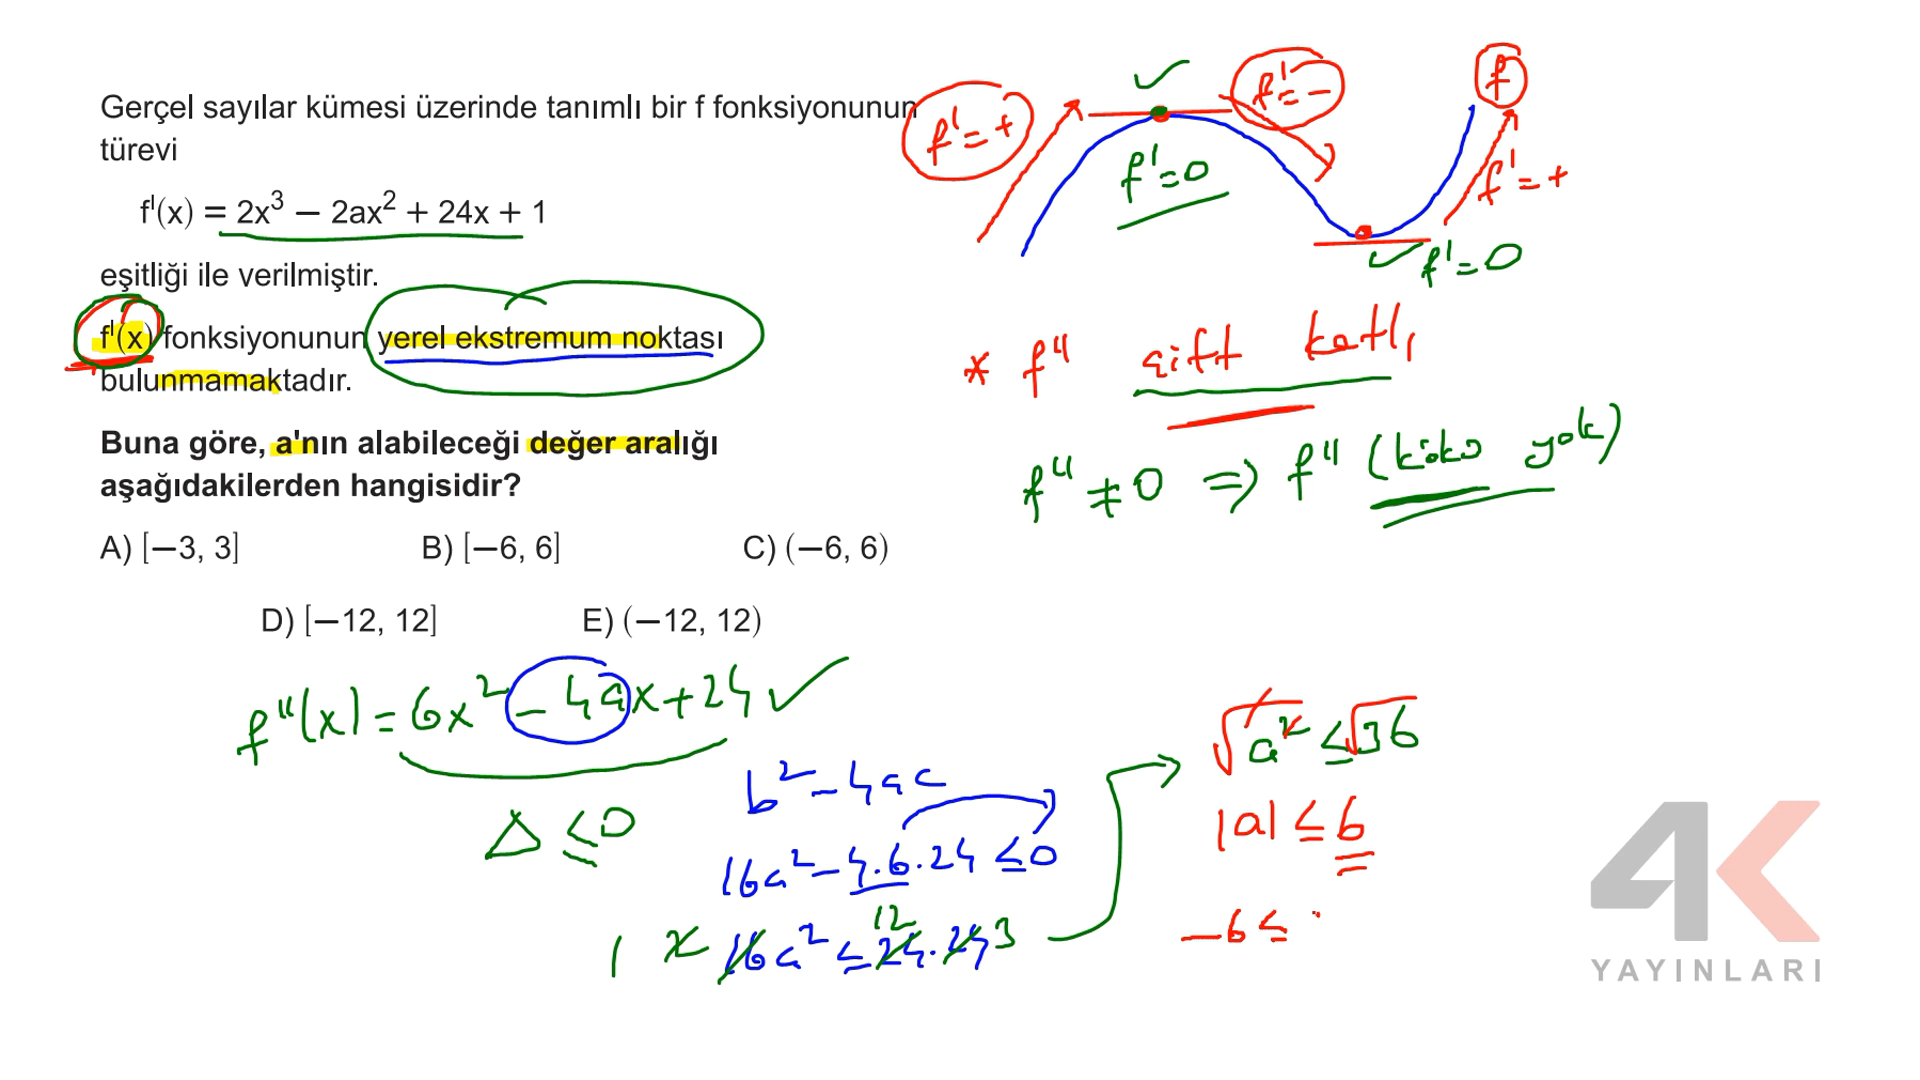 Gerçel sayılar kümesi üzerinde tanımlı bir f fonksiyonunun
türevi
f'(x) = 2x³ − 2ax² + 24x + 1
eşitliği ile verilmiştir.
f'(x) fonksiyonunun yerel ekstremum noktası
bulunmamaktadır.
Buna göre, a'nın alabileceği değer aralığı
aşağıdakilerden hangisidir?
A) [−3, 3] B) [−6, 6] C) (−6, 6)
D) [−12, 12] E) (−12, 12)
f''(x) = 6x² − 4ax + 24 ✓
Δ ≤ 0
b² − 4ac
16a² − 4.6.24 ≤ 0
16a² ≤ 24.24 3
12
f' = +
✓
f' = 0
f' = −
f
f' = +
✓ f' = 0
* f'' çift katlı
f'' ≠ 0 ⇒ f'' (kökü yok)
√a² ≤ √36
|a| ≤ 6
−6 ≤
4K
YAYINLARI